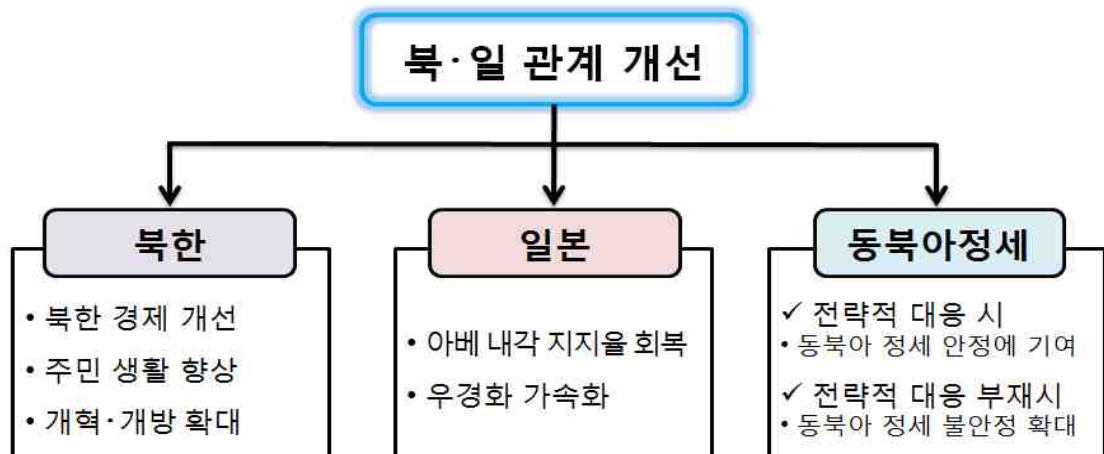 북·일 관계 개선
북한
• 북한 경제 개선
• 주민 생활 향상
• 개혁·개방 확대
일본
• 아베 내각 지지율 회복
• 우경화 가속화
동북아정세
✓ 전략적 대응 시
• 동북아 정세 안정에 기여
✓ 전략적 대응 부재시
• 동북아 정세 불안정 확대